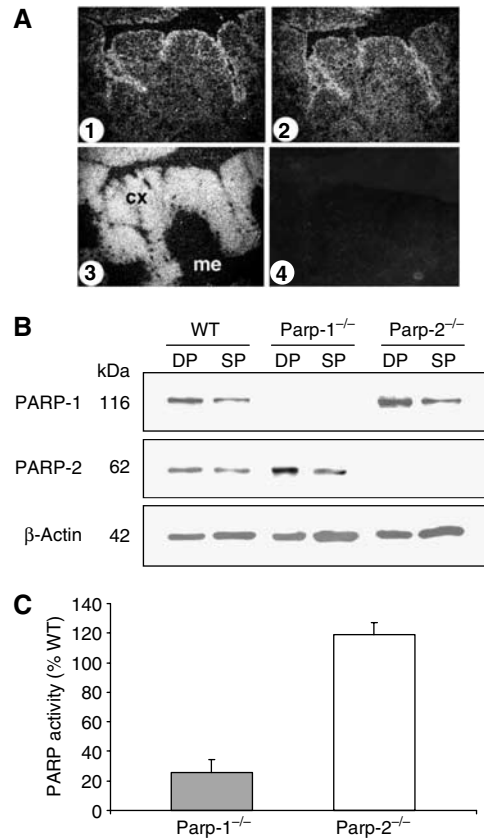 A
1
2
cx
me
3
4
B
WT Parp-1⁻/⁻ Parp-2⁻/⁻
kDa DP SP DP SP DP SP
PARP-1 116
PARP-2 62
β-Actin 42
C
PARP activity (% WT)
140
120
100
80
60
40
20
0
Parp-1⁻/⁻ Parp-2⁻/⁻